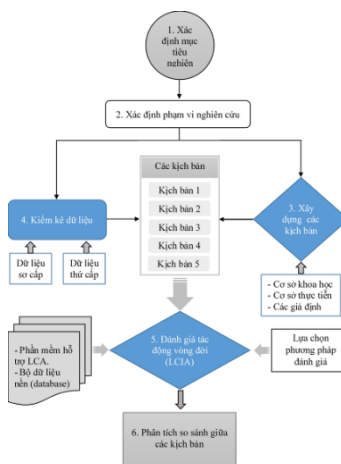 1. Xác
định mục
tiêu
nghiên
2. Xác định phạm vi nghiên cứu
Các kịch bản
Kịch bản 1
Kịch bản 2
Kịch bản 3
Kịch bản 4
Kịch bản 5
3. Xây
dựng các
kịch bản
4. Kiểm kê dữ liệu
Dữ liệu
sơ cấp
Dữ liệu
thứ cấp
- Cơ sở khoa học
- Cơ sở thực tiễn
- Các giả định
5. Đánh giá tác
động vòng đời
(LCIA)
- Phần mềm hỗ
trợ LCA.
- Bộ dữ liệu
nền (database)
Lựa chọn
phương pháp
đánh giá
6. Phân tích so sánh giữa
các kịch bản